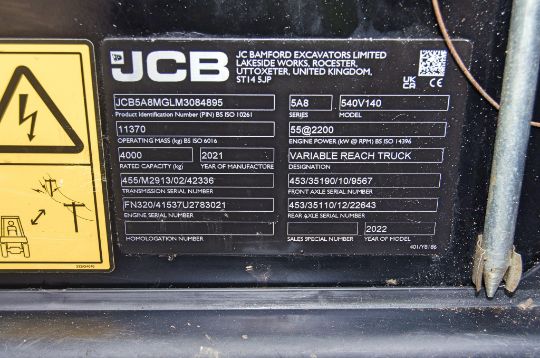 JCB
JC BAMFORD EXCAVATORS LIMITED
LAKESIDE WORKS, ROCESTER,
UTTOXETER, UNITED KINGDOM,
ST14 5JP
UK
CA
CE
JCB5A8MGLM3084895
Product Identification Number (PIN) BS ISO 10261
5A8
SERIES
540V140
MODEL
11370
OPERATING MASS (kg) BS ISO 6016
55@2200
ENGINE POWER (kW @ RPM) BS ISO 14396
4000
RATED CAPACITY (kg)
2021
YEAR OF MANUFACTURE
VARIABLE REACH TRUCK
DESIGNATION
455/M2913/02/42336
TRANSMISSION SERIAL NUMBER
453/35190/10/9567
FRONT AXLE SERIAL NUMBER
FN320/41537U2783021
ENGINE SERIAL NUMBER
453/35110/12/22643
REAR AXLE SERIAL NUMBER
HOMOLOGATION NUMBER
SALES SPECIAL NUMBER
2022
YEAR OF MODEL